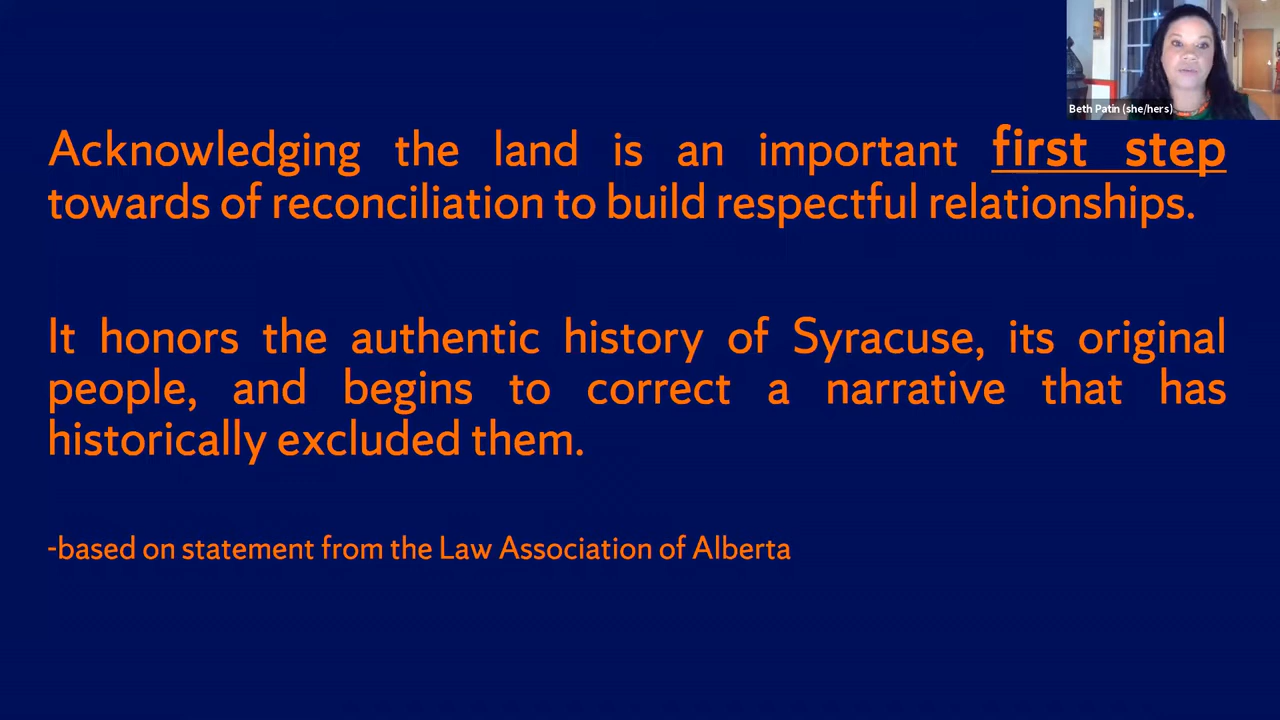 Beth Patin (she/hers)
Acknowledging the land is an important first step
towards of reconciliation to build respectful relationships.
It honors the authentic history of Syracuse, its original
people, and begins to correct a narrative that has
historically excluded them.
-based on statement from the Law Association of Alberta